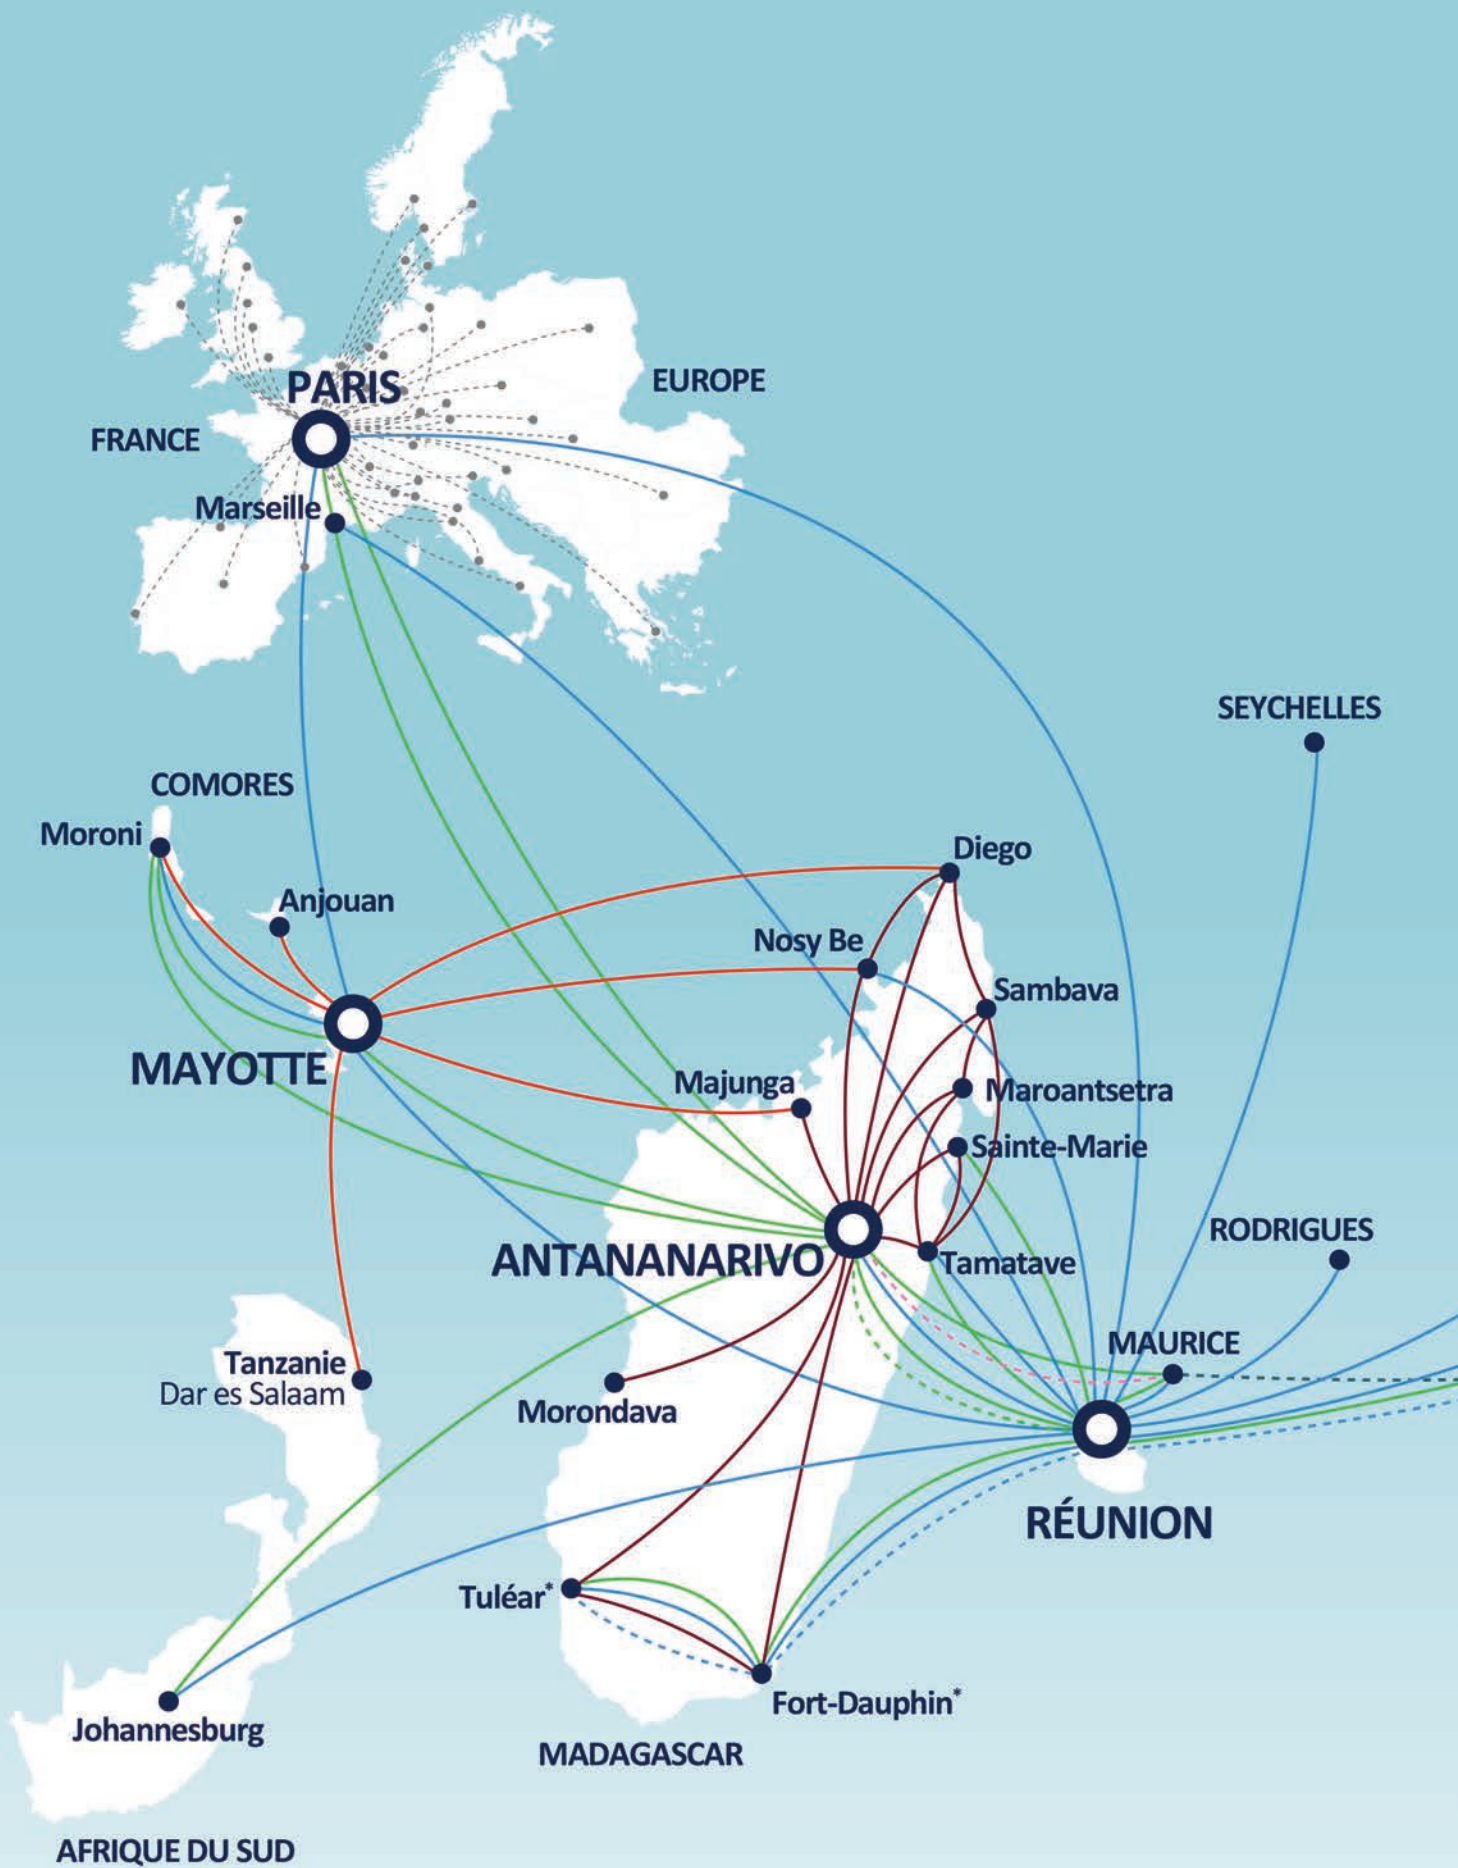 PARIS
EUROPE
FRANCE
Marseille
SEYCHELLES
COMORES
Moroni
Diego
Anjouan
Nosy Be
Sambava
MAYOTTE
Majunga
Maroantsetra
Sainte-Marie
RODRIGUES
ANTANANARIVO
Tamatave
MAURICE
Tanzanie
Dar es Salaam
Morondava
RÉUNION
Tuléar*
Fort-Dauphin*
Johannesburg
MADAGASCAR
AFRIQUE DU SUD